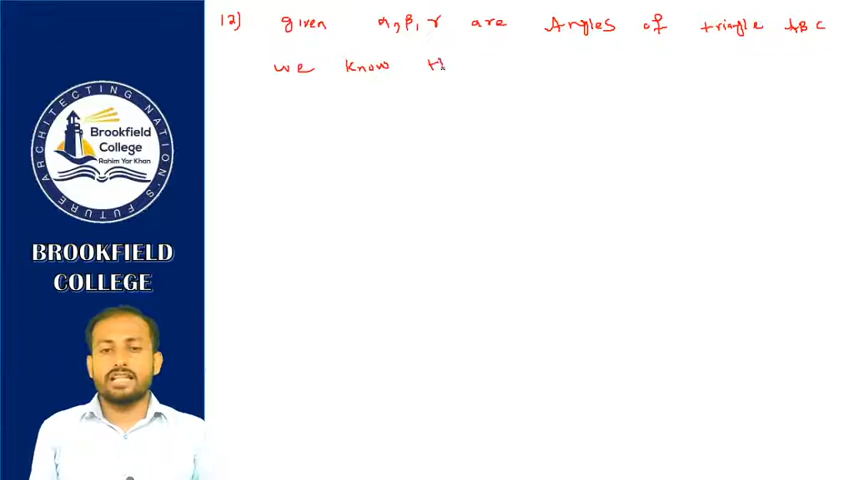 12) given α, β, γ are Angles of triangle ABC
we know th
ARCHITECTING NATION'S FUTURE
Brookfield
College
Rahim Yar Khan
BROOKFIELD
COLLEGE